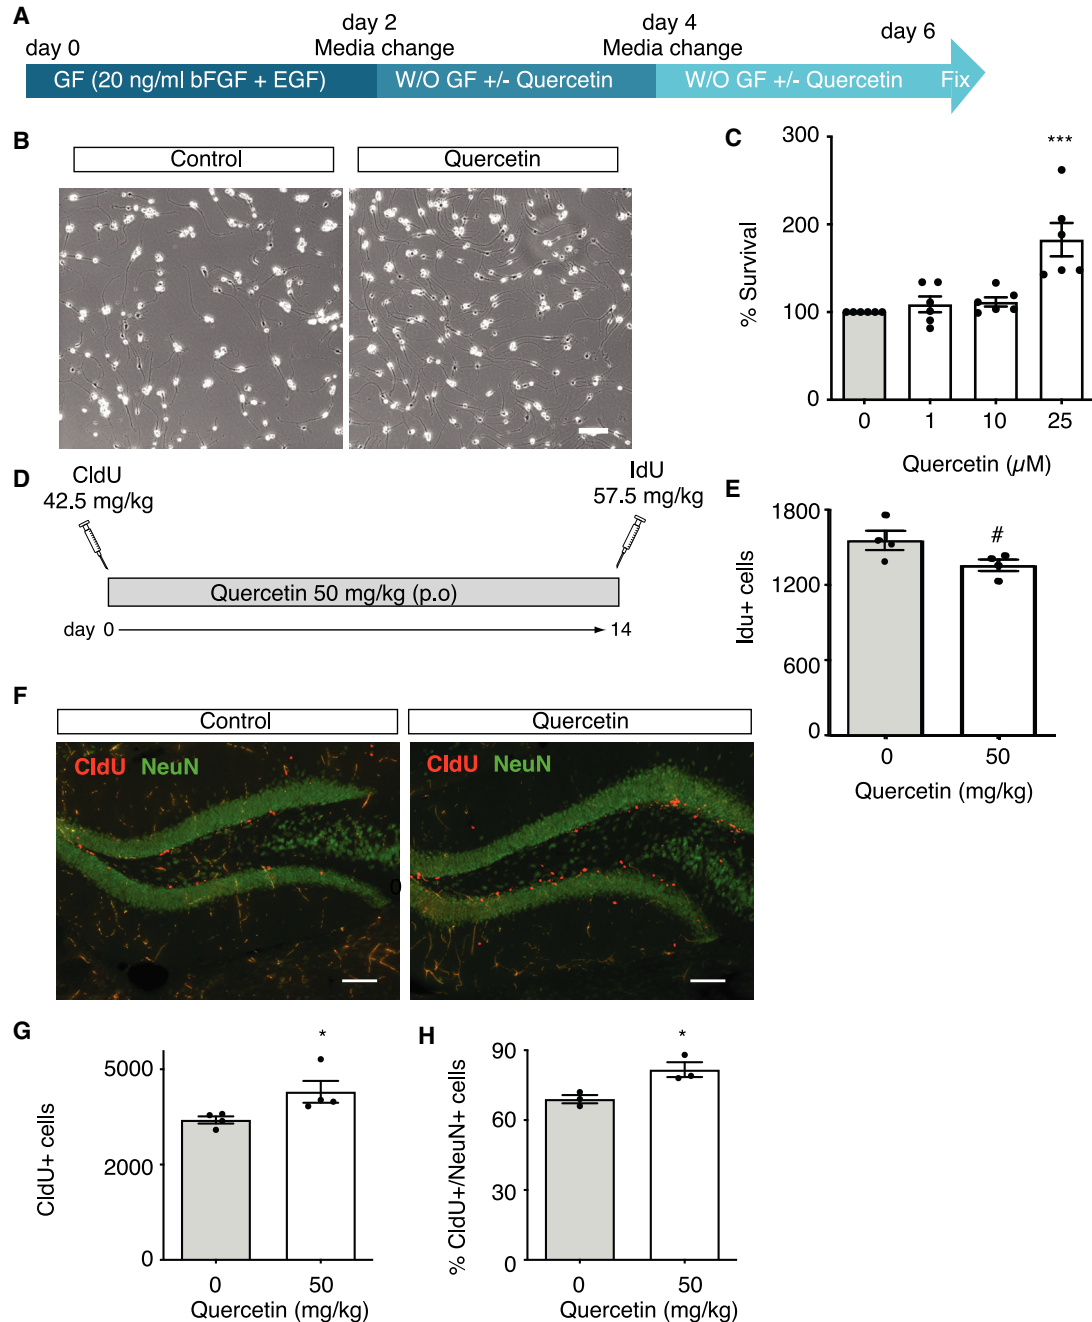 A
day 0
day 2
Media change
day 4
Media change
day 6
GF (20 ng/ml bFGF + EGF)
W/O GF +/- Quercetin
W/O GF +/- Quercetin
Fix
B
Control
Quercetin
C
% Survival
300
200
100
0
***
0
1
10
25
Quercetin (µM)
D
CldU
42.5 mg/kg
IdU
57.5 mg/kg
Quercetin 50 mg/kg (p.o)
day 0
14
E
Idu+ cells
1800
1200
600
0
#
0
50
Quercetin (mg/kg)
F
Control
Quercetin
CldU NeuN
CldU NeuN
0
G
CldU+ cells
5000
2000
0
*
0
50
Quercetin (mg/kg)
H
% CldU+/NeuN+ cells
90
60
30
0
*
0
50
Quercetin (mg/kg)